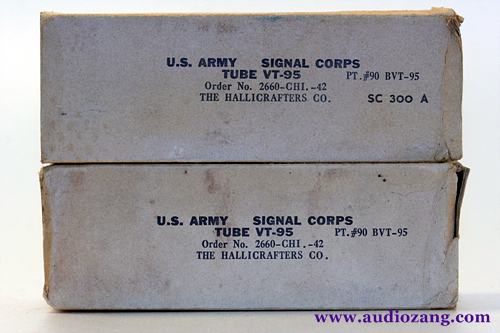 U.S. ARMY SIGNAL CORPS
TUBE VT-95 PT.#90 BVT-95
Order No. 2660-CHI.-42
THE HALLICRAFTERS CO. SC 300 A
U.S. ARMY SIGNAL CORPS
TUBE VT-95 PT.#90 BVT-95
Order No. 2660-CHI.-42
THE HALLICRAFTERS CO.
www.audiozang.com